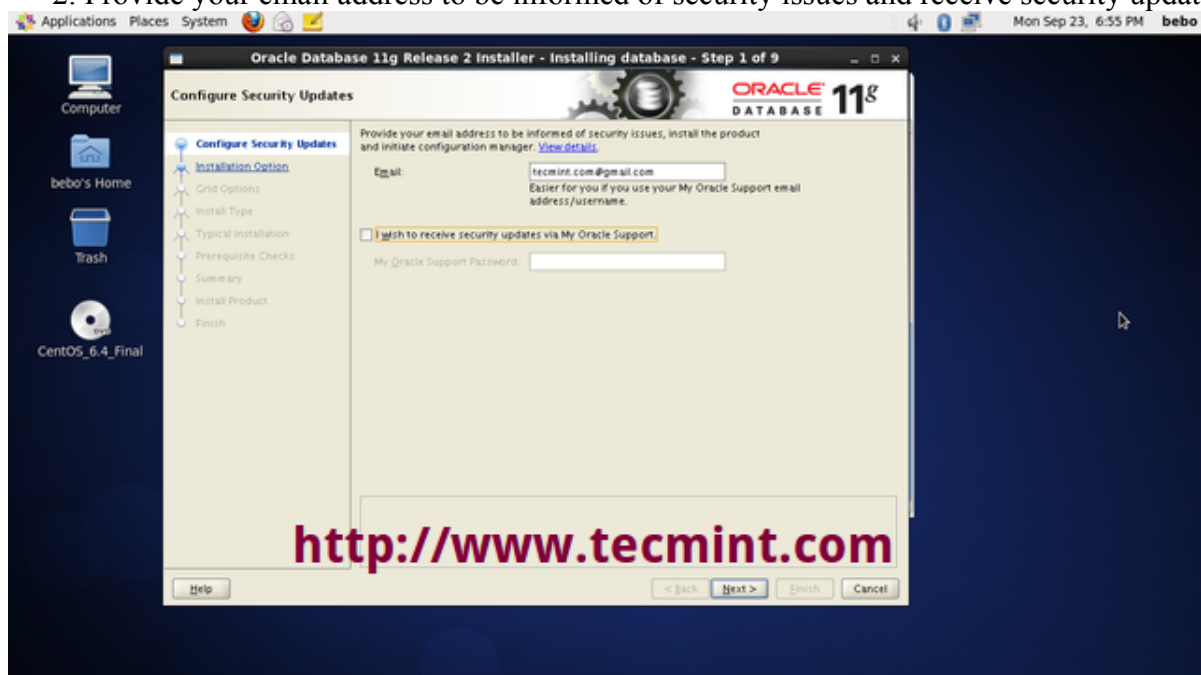 2. Provide your email address to be informed of security issues and receive security updat
Applications Places System Mon Sep 23, 6:55 PM bebo
Oracle Database 11g Release 2 Installer - Installing database - Step 1 of 9
Configure Security Updates
ORACLE 11g
DATABASE
Computer
bebo's Home
Trash
DVD
CentOS_6.4_Final
Configure Security Updates
Installation Option
Grid Options
Install Type
Typical Installation
Prerequisite Checks
Summary
Install Product
Finish
Provide your email address to be informed of security issues, install the product
and initiate configuration manager. View details.
Email: tecmint.com@gmail.com
Easier for you if you use your My Oracle Support email
address/username.
I wish to receive security updates via My Oracle Support.
My Oracle Support Password:
http://www.tecmint.com
Help < Back Next > Finish Cancel